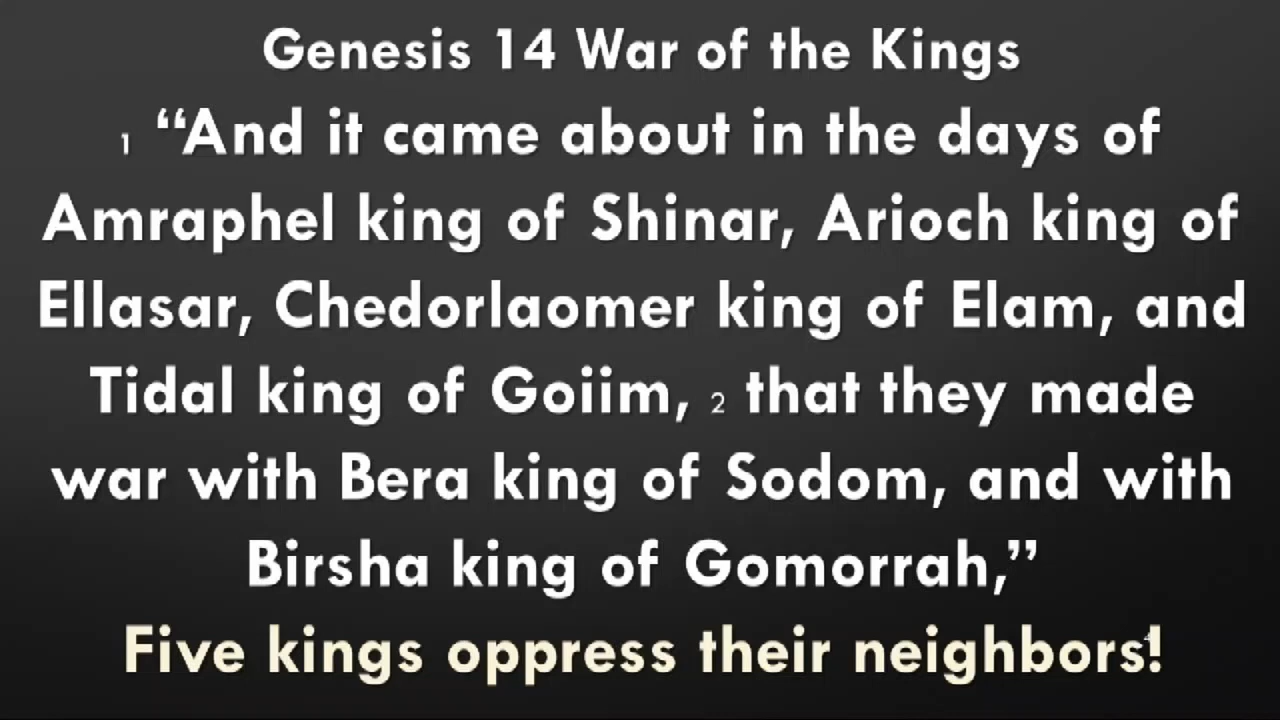 Genesis 14 War of the Kings
1 “And it came about in the days of
Amraphel king of Shinar, Arioch king of
Ellasar, Chedorlaomer king of Elam, and
Tidal king of Goiim, 2 that they made
war with Bera king of Sodom, and with
Birsha king of Gomorrah,”
Five kings oppress their neighbors!